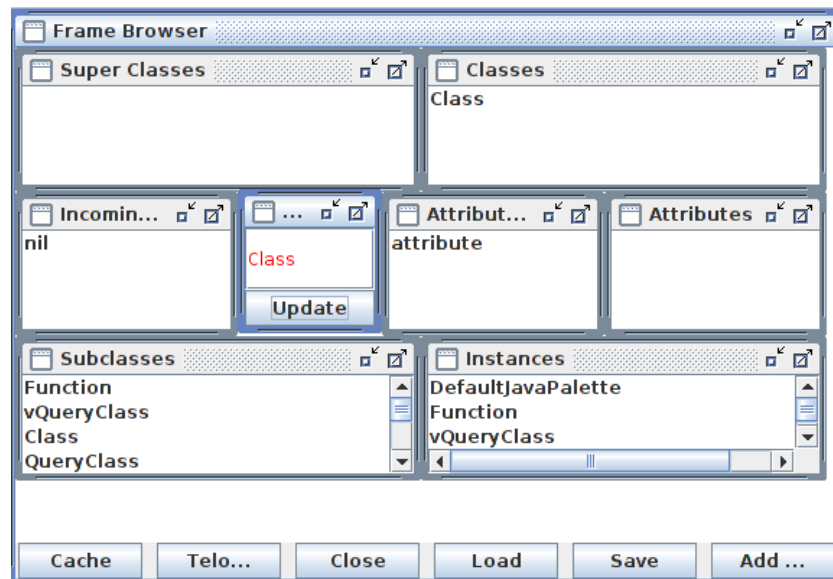 Frame Browser
Super Classes
Classes
Class
Incomin...
...
Attribut...
Attributes
nil
Class
attribute
Update
Subclasses
Instances
Function
vQueryClass
Class
QueryClass
DefaultJavaPalette
Function
vQueryClass
Cache
Telo...
Close
Load
Save
Add ...